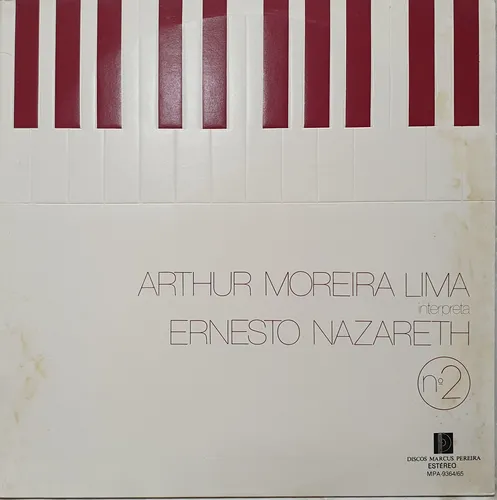 ARTHUR MOREIRA LIMA
interpreta
ERNESTO NAZARETH
nº2
DISCOS MARCUS PEREIRA
ESTÉREO
MPA-9364/65